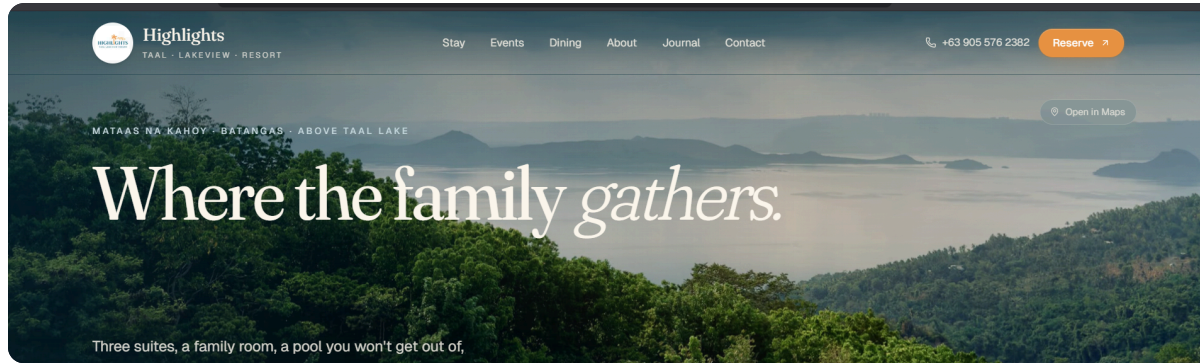 HIGHLIGHTS
Highlights
TAAL · LAKEVIEW · RESORT
Stay
Events
Dining
About
Journal
Contact
+63 905 576 2382
Reserve
Open in Maps
MATAAS NA KAHOY · BATANGAS · ABOVE TAAL LAKE
Where the family gathers.
Three suites, a family room, a pool you won't get out of,